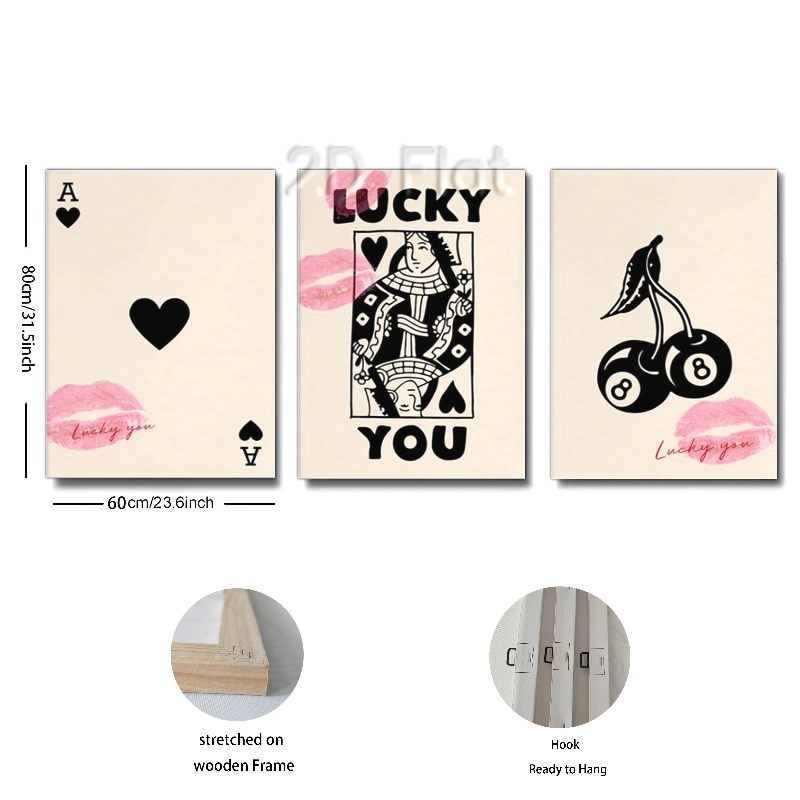 2D Flat
A
LUCKY
YOU
Lucky you
A
8
8
Lucky you
80cm/31.5inch
60cm/23.6inch
stretched on
wooden Frame
Hook
Ready to Hang